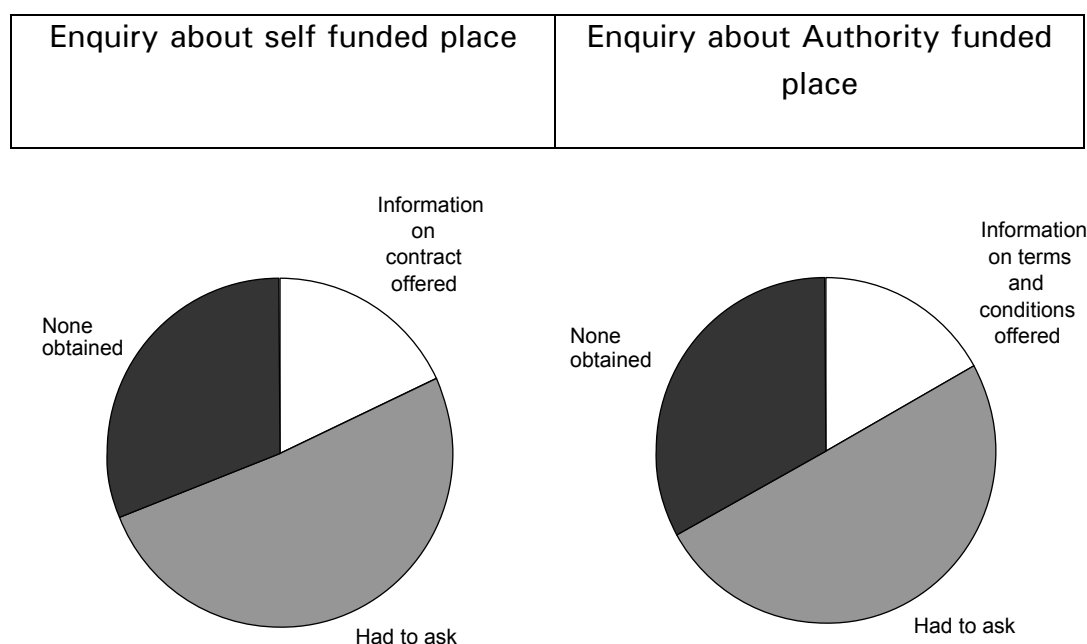 Enquiry about self funded place
Enquiry about Authority funded
place
Information
on
contract
offered
None
obtained
Had to ask
Information
on terms
and
conditions
offered
None
obtained
Had to ask